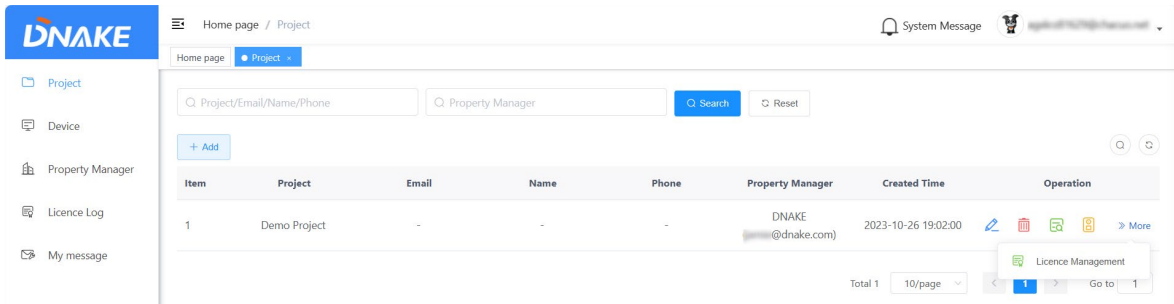 DNAKE
Home page / Project
System Message
Home page
Project ×
Project
Device
Property Manager
Licence Log
My message
Project/Email/Name/Phone
Property Manager
Search
Reset
+ Add
Item Project Email Name Phone Property Manager Created Time Operation
1 Demo Project - - - DNAKE 2023-10-26 19:02:00 » More
@dnake.com)
Licence Management
Total 1 10/page < 1 > Go to 1